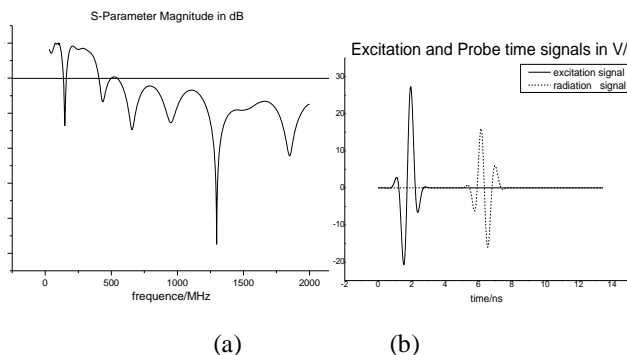 S-Parameter Magnitude in dB
0
500
1000
1500
2000
frequence/MHz
Excitation and Probe time signals in V/
excitation signal
radiation signal
30
20
10
0
-10
-20
-2
0
2
4
6
8
10
12
14
time/ns
(a)
(b)